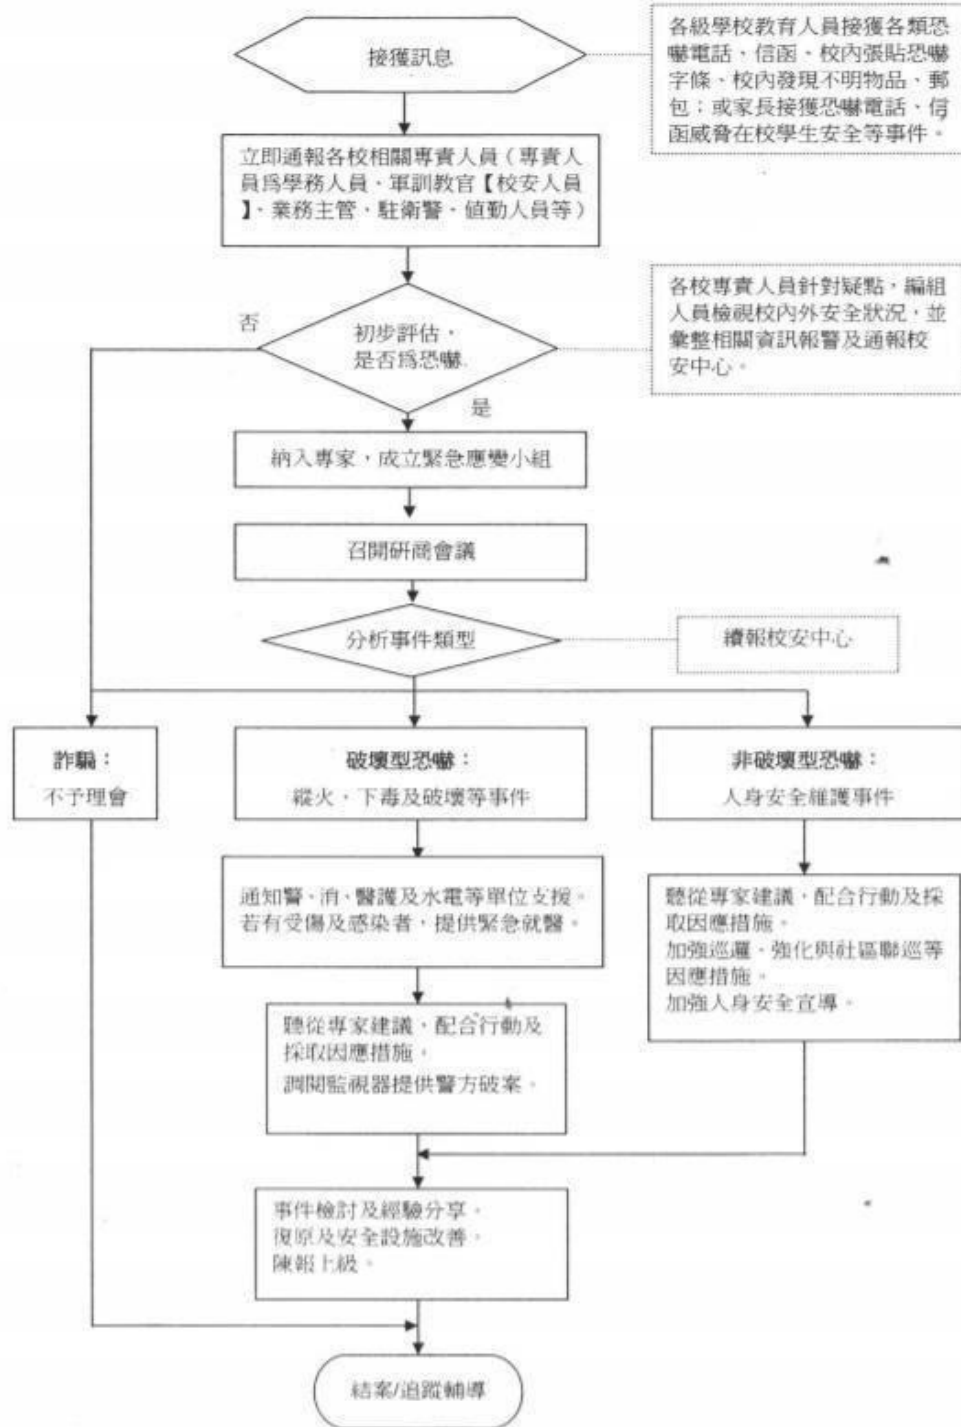 接獲訊息
各級學校教育人員接獲各類恐
嚇電話、信函、校內張貼恐嚇
字條、校內發現不明物品、郵
包；或家長接獲恐嚇電話、信
函威脅在校學生安全等事件。
立即通報各校相關專責人員（專責人
員為學務人員、軍訓教官【校安人員
】、業務主管、駐衛警、值勤人員等）
初步評估，
是否為恐嚇.
否
是
各校專責人員針對疑點，編組
人員檢視校內外安全狀況，並
彙整相關資訊報警及通報校
安中心。
納入專家，成立緊急應變小組
召開研商會議
分析事件類型
續報校安中心
詐騙：
不予理會
破壞型恐嚇：
縱火、下毒及破壞等事件
非破壞型恐嚇：
人身安全維護事件
通知警、消、醫護及水電等單位支援。
若有受傷及感染者，提供緊急就醫。
聽從專家建議、配合行動及採
取因應措施。
加強巡邏、強化與社區聯巡等
因應措施。
加強人身安全宣導。
聽從專家建議、配合行動及
採取因應措施。
調閱監視器提供警方破案。
事件檢討及經驗分享。
復原及安全設施改善。
陳報上級。
結案/追蹤輔導